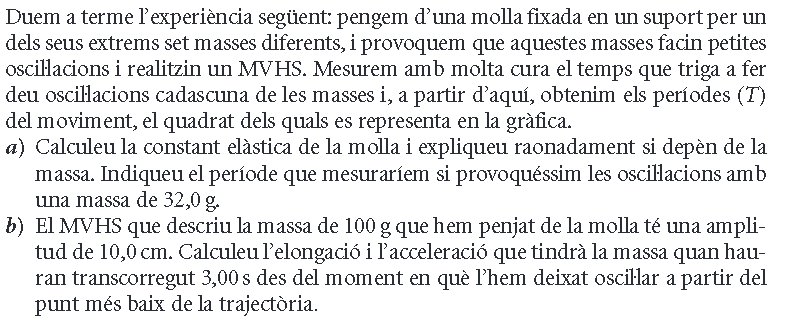 Duem a terme l’experiència següent: pengem d’una molla fixada en un suport per un
dels seus extrems set masses diferents, i provoquem que aquestes masses facin petites
oscil·lacions i realitzin un MVHS. Mesurem amb molta cura el temps que triga a fer
deu oscil·lacions cadascuna de les masses i, a partir d’aquí, obtenim els períodes (T)
del moviment, el quadrat dels quals es representa en la gràfica.
a) Calculeu la constant elàstica de la molla i expliqueu raonadament si depèn de la
massa. Indiqueu el període que mesuraríem si provoquéssim les oscil·lacions amb
una massa de 32,0 g.
b) El MVHS que descriu la massa de 100 g que hem penjat de la molla té una ampli-
tud de 10,0 cm. Calculeu l’elongació i l’acceleració que tindrà la massa quan hau-
ran transcorregut 3,00 s des del moment en què l’hem deixat oscil·lar a partir del
punt més baix de la trajectòria.